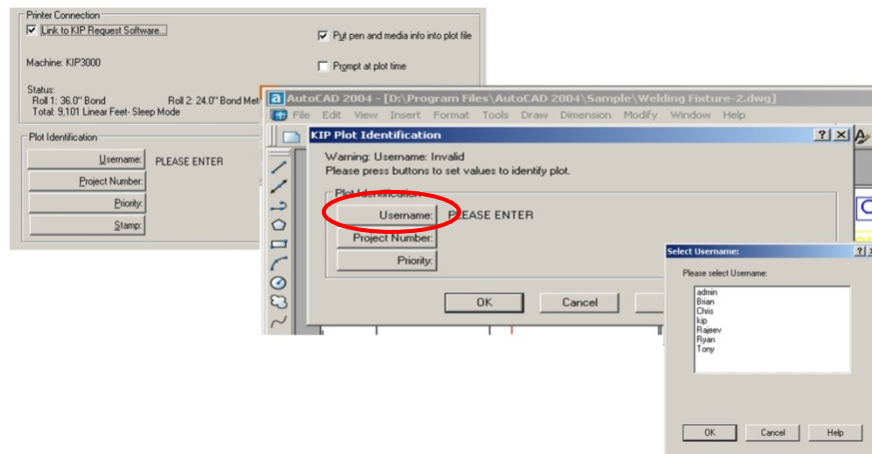 Printer Connection
Link to KIP Request Software...
Put pen and media info into plot file
Machine: KIP3000
Prompt at plot time
Status:
Roll 1: 36.0" Bond Roll 2: 24.0" Bond Met
Total: 9,101 Linear Feet- Sleep Mode
Plot Identification
Username: PLEASE ENTER
Project Number:
Priority:
Stamp:
AutoCAD 2004 - [D:\Program Files\AutoCAD 2004\Sample\Welding Fixture-2.dwg]
File Edit View Insert Format Tools Draw Dimension Modify Window Help
KIP Plot Identification
Warning: Username: Invalid
Please press buttons to set values to identify plot.
Plot Identification
Username: PLEASE ENTER
Project Number:
Priority:
OK Cancel
Select Username:
Please select Username:
admin
Brian
Chris
kip
Rajeev
Ryan
Tony
OK Cancel Help